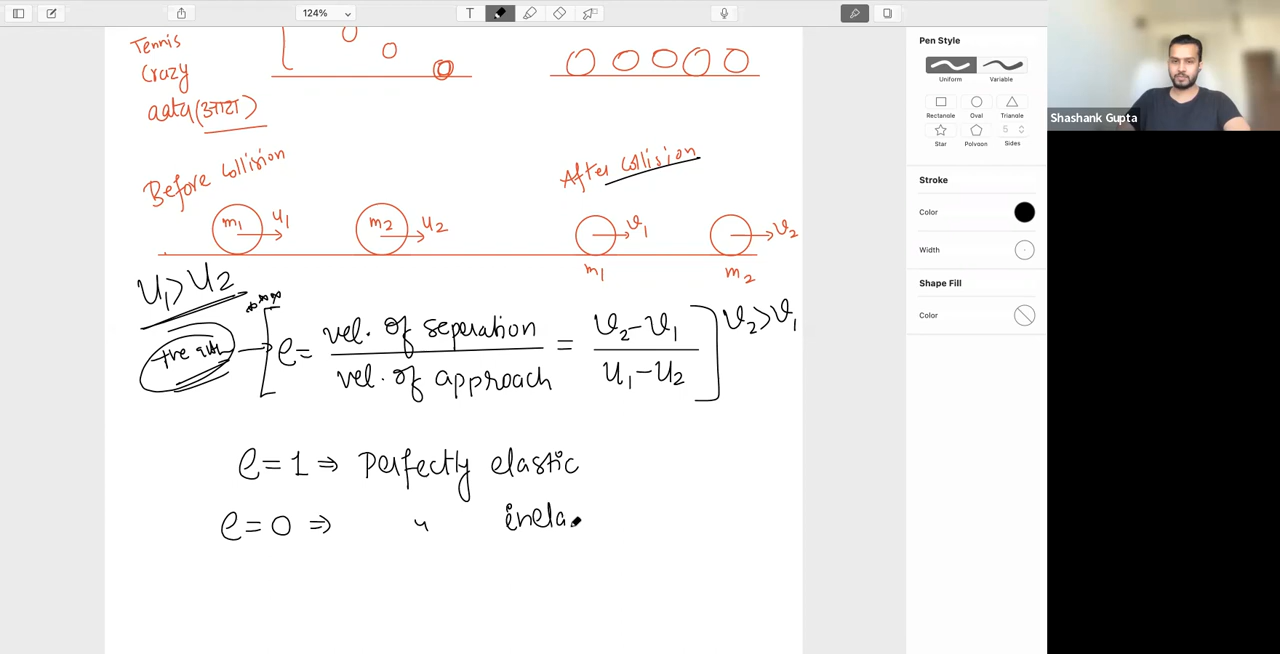 124%
T
Pen Style
Uniform
Variable
Rectangle
Oval
Triangle
Star
Polygon
5
Sides
Stroke
Color
Width
Shape Fill
Color
Shashank Gupta
Tennis
Crazy
(आटा)
Before Collision
After Collision
m₁ u₁ m₂ u₂
v₁ v₂
m₁ m₂
u₁>u₂
+ve
e= vel. of seperation / vel. of approach = v₂-v₁ / u₁-u₂ ] v₂>v₁
e=1 ⇒ Perfectly elastic
e=0 ⇒ " inela